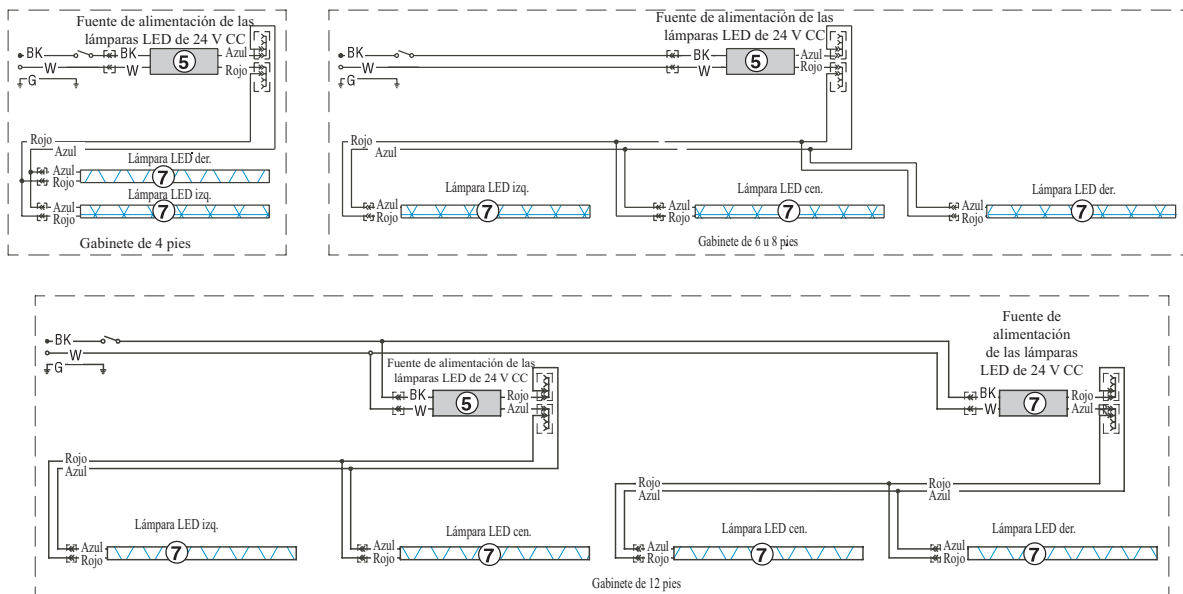 Fuente de alimentación de las
lámparas LED de 24 V CC
BK
BK
5
Azul
W
W
Rojo
G
Rojo
Azul
Lámpara LED der.
Azul
7
Rojo
Lámpara LED izq.
Azul
7
Rojo
Gabinete de 4 pies
Fuente de alimentación de las
lámparas LED de 24 V CC
BK
BK
5
Azul
W
W
Rojo
G
Rojo
Azul
Lámpara LED izq.
Azul
7
Rojo
Lámpara LED cen.
Azul
7
Rojo
Lámpara LED der.
Azul
7
Rojo
Gabinete de 6 u 8 pies
BK
W
G
Fuente de alimentación de las
lámparas LED de 24 V CC
BK
5
Rojo
W
Azul
Fuente de
alimentación
de las lámparas
LED de 24 V CC
BK
7
Rojo
W
Azul
Rojo
Azul
Rojo
Azul
Rojo
Azul
Lámpara LED izq.
Azul
7
Rojo
Lámpara LED cen.
Azul
7
Rojo
Lámpara LED cen.
Azul
7
Rojo
Lámpara LED der.
Azul
7
Rojo
Gabinete de 12 pies